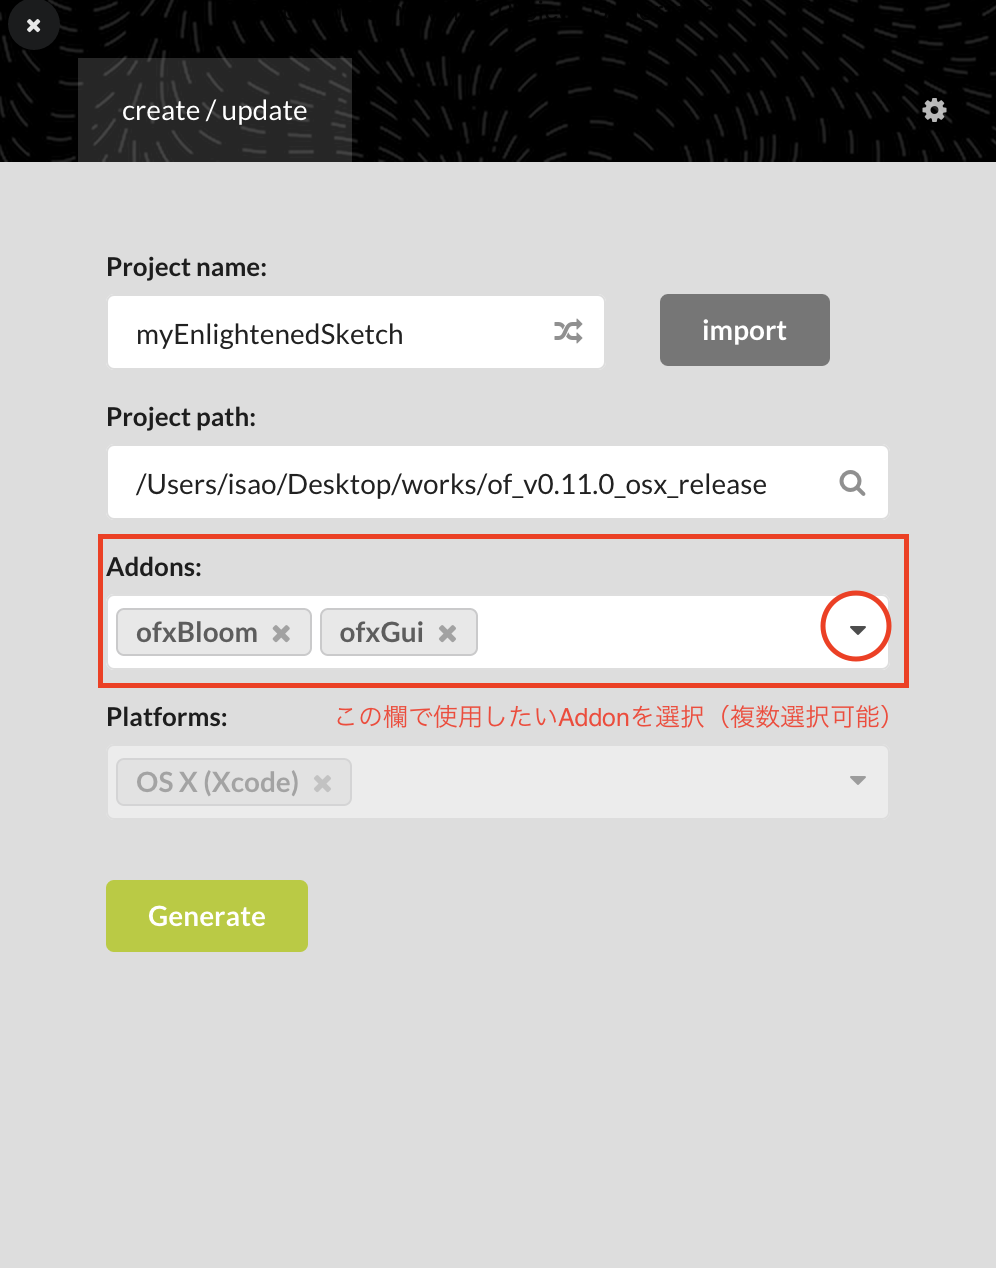 create / update
Project name:
myEnlightenedSketch
import
Project path:
/Users/isao/Desktop/works/of_v0.11.0_osx_release
Addons:
ofxBloom ofxGui
Platforms: この欄で使用したいAddonを選択（複数選択可能）
OS X (Xcode)
Generate